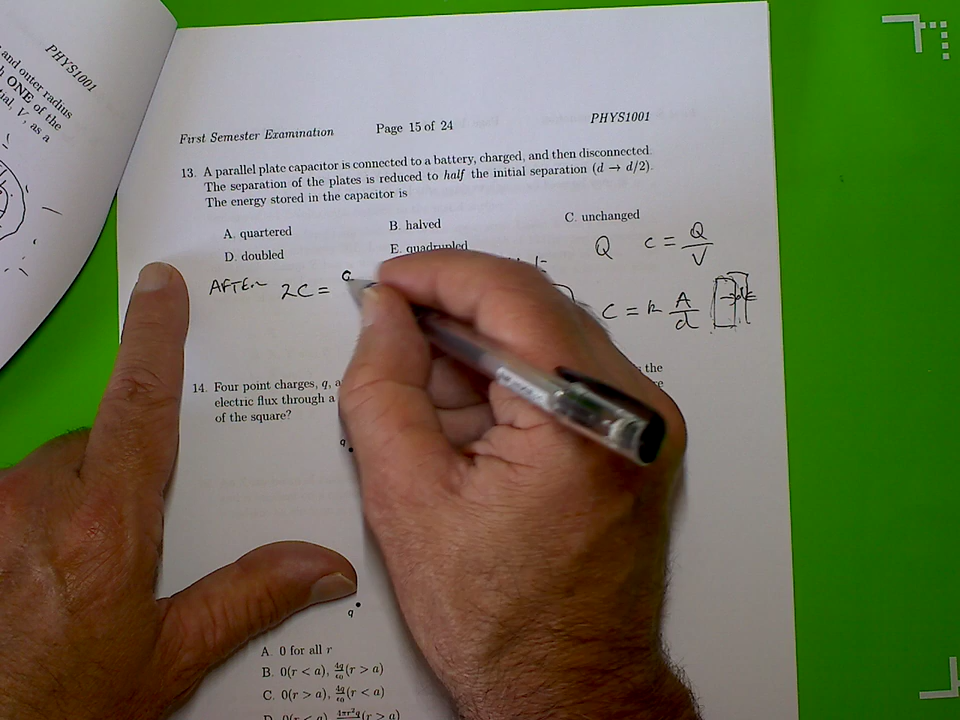 PHYS1001
and outer radius
ONE of the
tial, V, as a
First Semester Examination Page 15 of 24 PHYS1001
13. A parallel plate capacitor is connected to a battery, charged, and then disconnected.
The separation of the plates is reduced to half the initial separation (d → d/2).
The energy stored in the capacitor is
A. quartered B. halved C. unchanged
D. doubled E. quadrupled
Q C = Q/V
AFTER 2C =
C = k A/d
14. Four point charges, q, a the
electric flux through a
of the square?
q
q
A. 0 for all r
B. 0(r < a), 4q/ε0 (r > a)
C. 0(r > a), 4q/ε0 (r < a)
D. 0(r < a), 4πr²q (r > a)